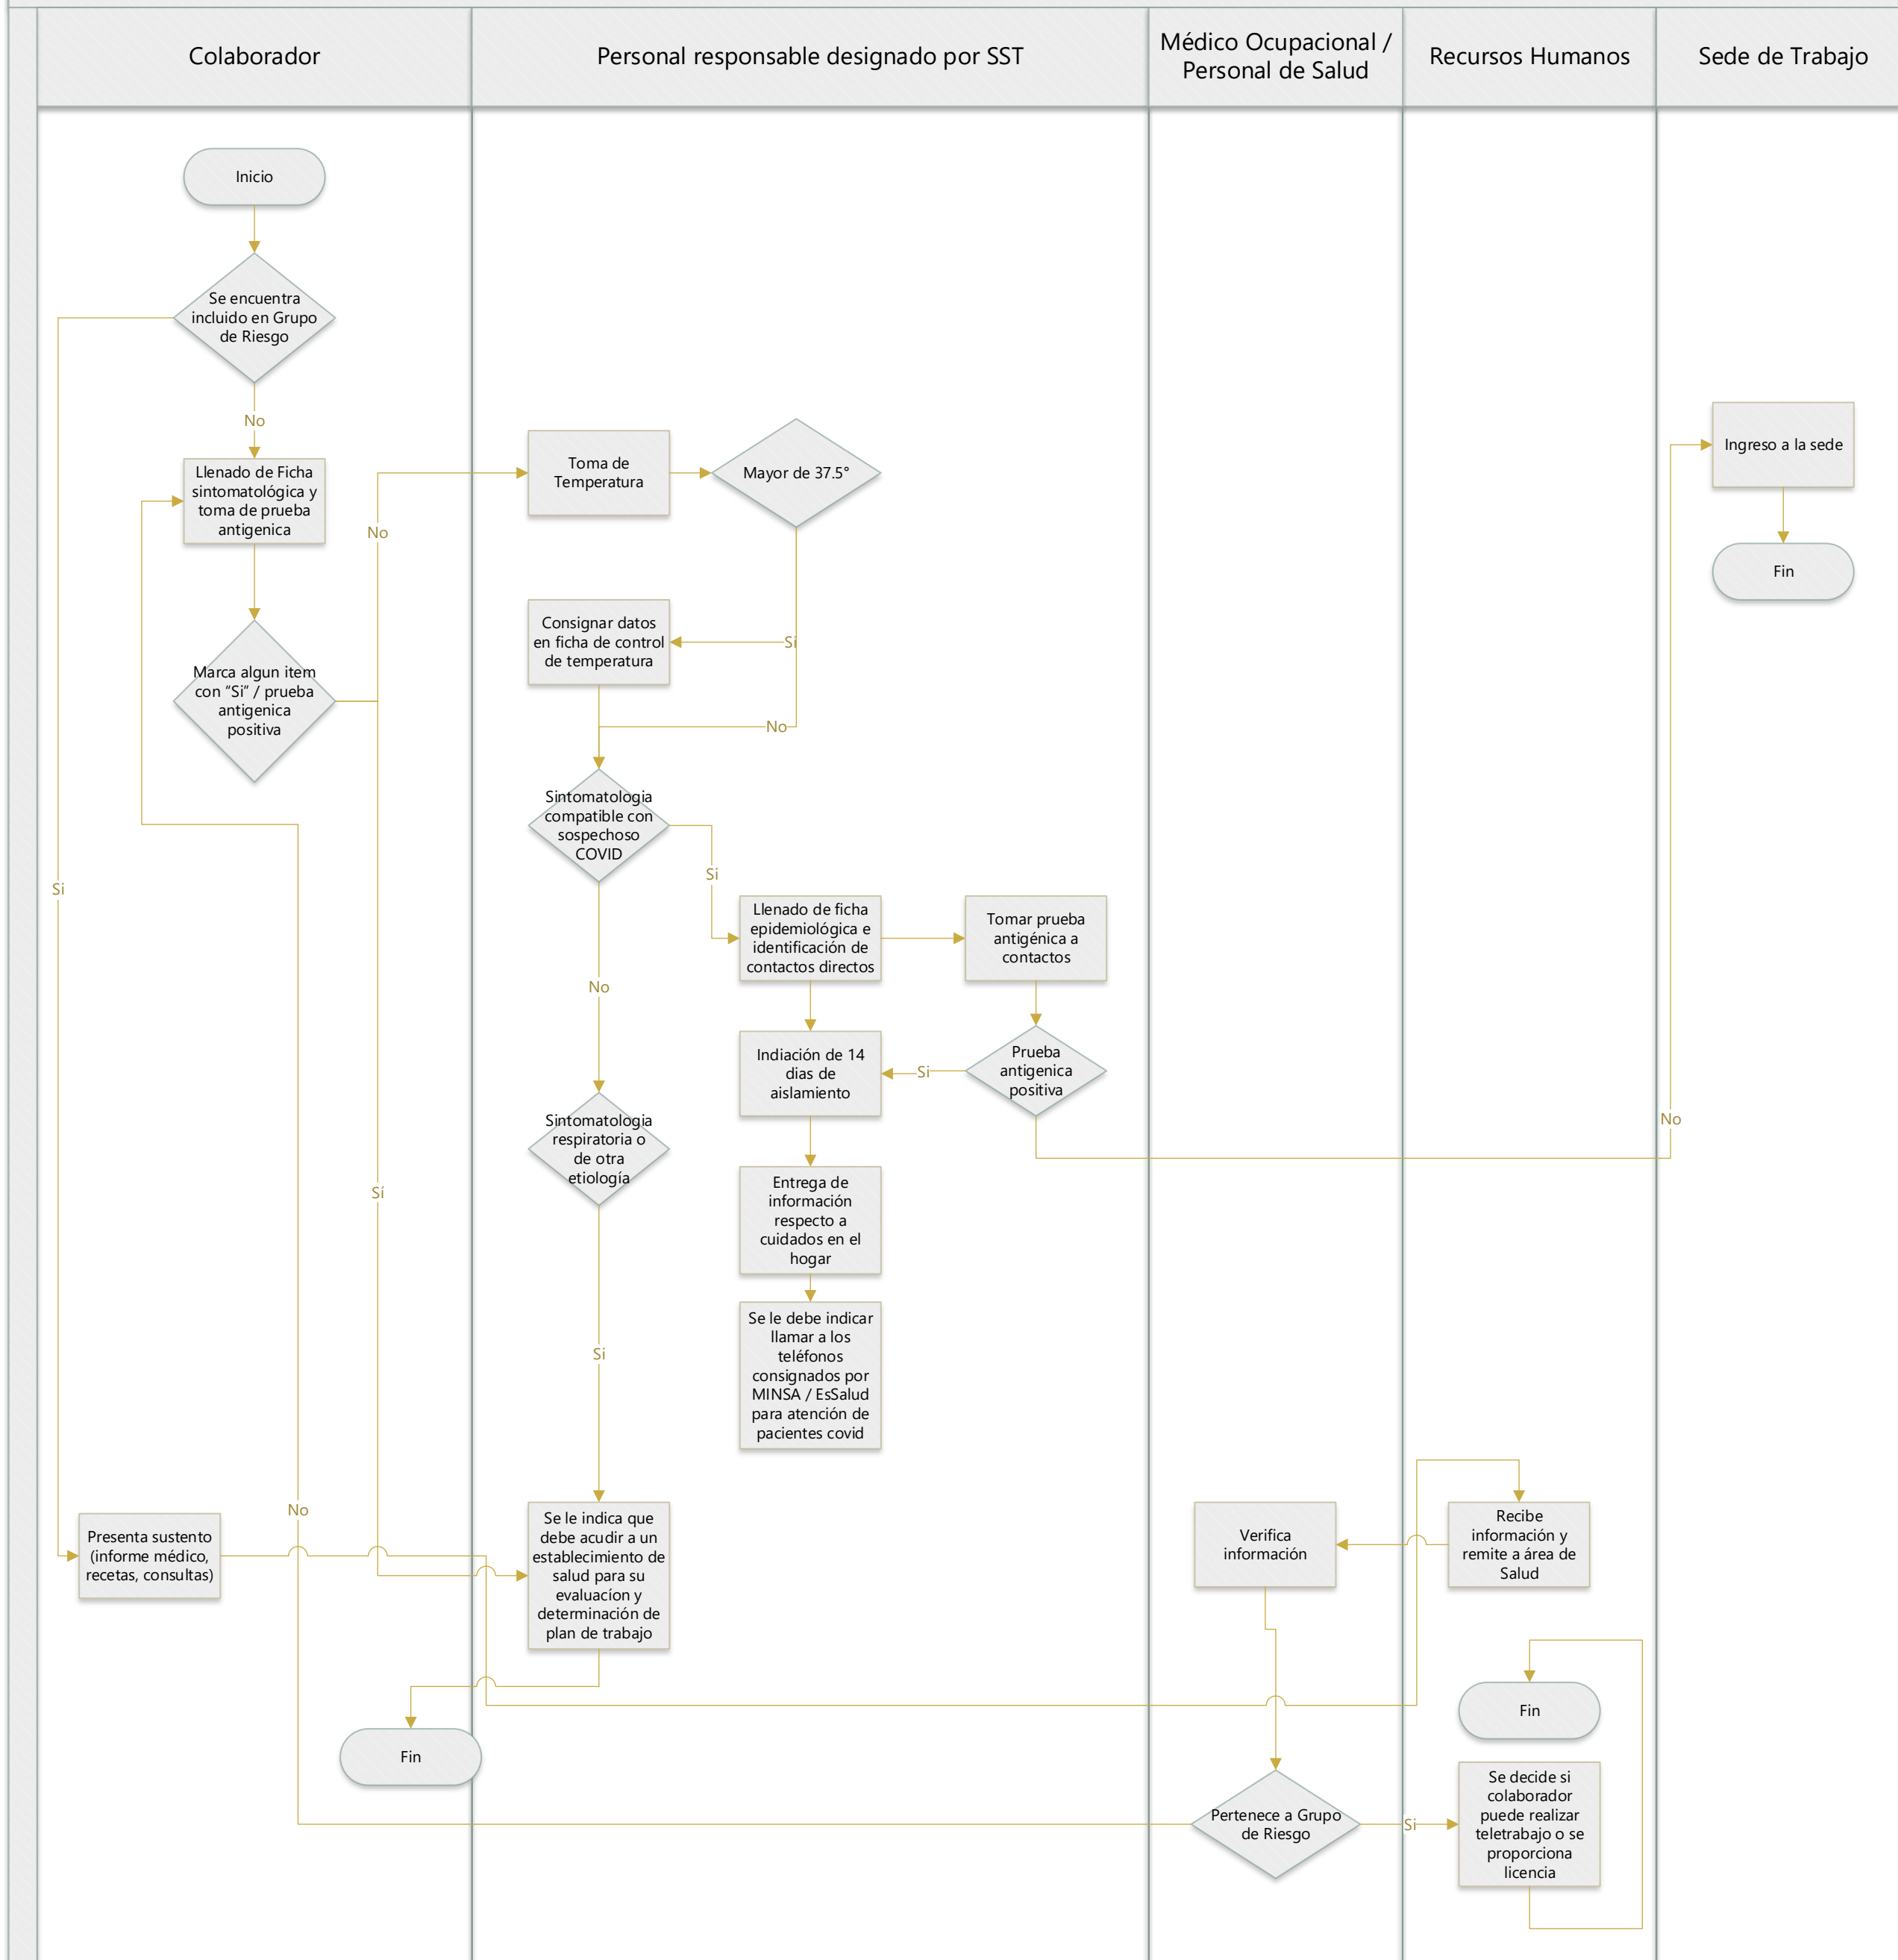 Colaborador
Personal responsable designado por SST
Médico Ocupacional /
Personal de Salud
Recursos Humanos
Sede de Trabajo
Inicio
Se encuentra
incluido en Grupo
de Riesgo
No
Llenado de Ficha
sintomatológica y
toma de prueba
antigenica
No
Marca algun item
con “Si” / prueba
antigenica
positiva
Si
Sí
No
Presenta sustento
(informe médico,
recetas, consultas)
Toma de
Temperatura
Mayor de 37.5°
Consignar datos
en ficha de control
de temperatura
Sí
No
Sintomatologia
compatible con
sospechoso
COVID
Si
No
Llenado de ficha
epidemiológica e
identificación de
contactos directos
Tomar prueba
antigénica a
contactos
Indiación de 14
dias de
aislamiento
Si
Prueba
antigenica
positiva
No
Sintomatologia
respiratoria o
de otra
etiología
Entrega de
información
respecto a
cuidados en el
hogar
Se le debe indicar
llamar a los
teléfonos
consignados por
MINSA / EsSalud
para atención de
pacientes covid
Si
Se le indica que
debe acudir a un
establecimiento de
salud para su
evaluacíon y
determinación de
plan de trabajo
Fin
Verifica
información
Recibe
información y
remite a área de
Salud
Fin
Pertenece a Grupo
de Riesgo
Si
Se decide si
colaborador
puede realizar
teletrabajo o se
proporciona
licencia
Ingreso a la sede
Fin